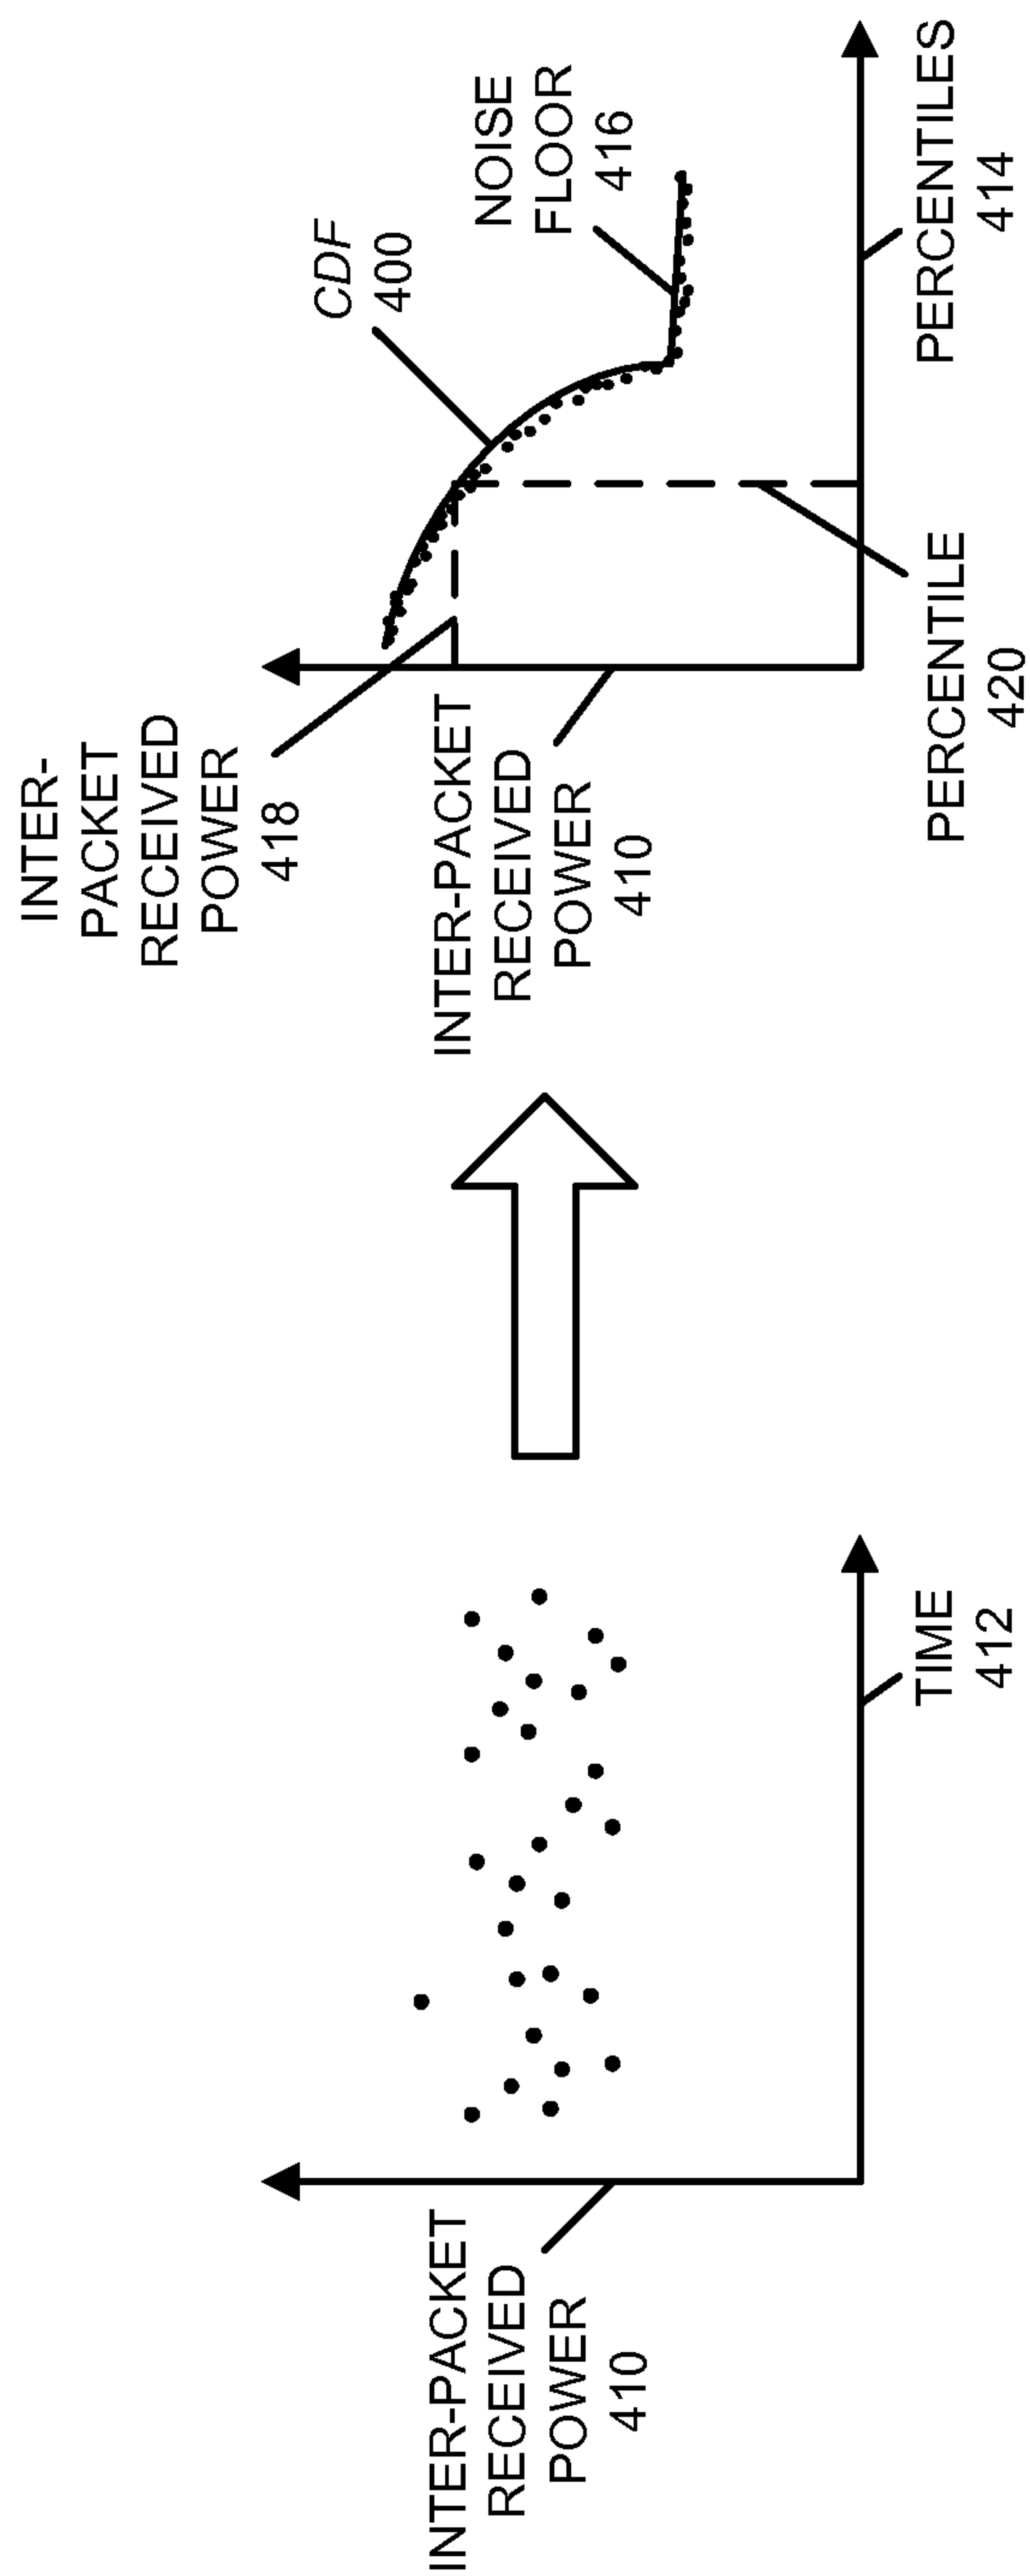 INTER-PACKET
RECEIVED
POWER
410
TIME
412
INTER-
PACKET
RECEIVED
POWER
418
INTER-PACKET
RECEIVED
POWER
410
CDF
400
NOISE
FLOOR
416
PERCENTILE
420
PERCENTILES
414